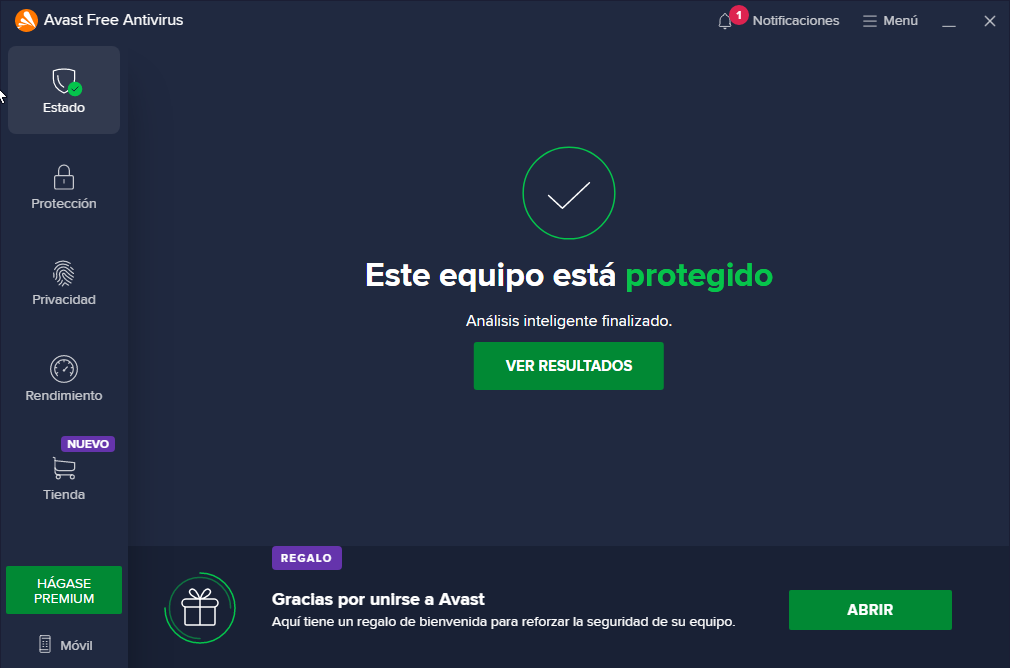 Avast Free Antivirus
1
Notificaciones
Menú
Estado
Protección
Privacidad
Rendimiento
NUEVO
Tienda
HÁGASE
PREMIUM
Móvil
Este equipo está protegido
Análisis inteligente finalizado.
VER RESULTADOS
REGALO
Gracias por unirse a Avast
Aquí tiene un regalo de bienvenida para reforzar la seguridad de su equipo.
ABRIR